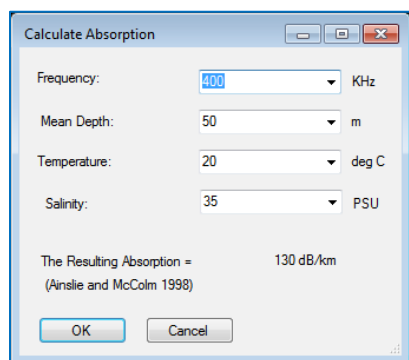 Calculate Absorption
Frequency: 400 KHz
Mean Depth: 50 m
Temperature: 20 deg C
Salinity: 35 PSU
The Resulting Absorption = 130 dB/km
(Ainslie and McColm 1998)
OK Cancel